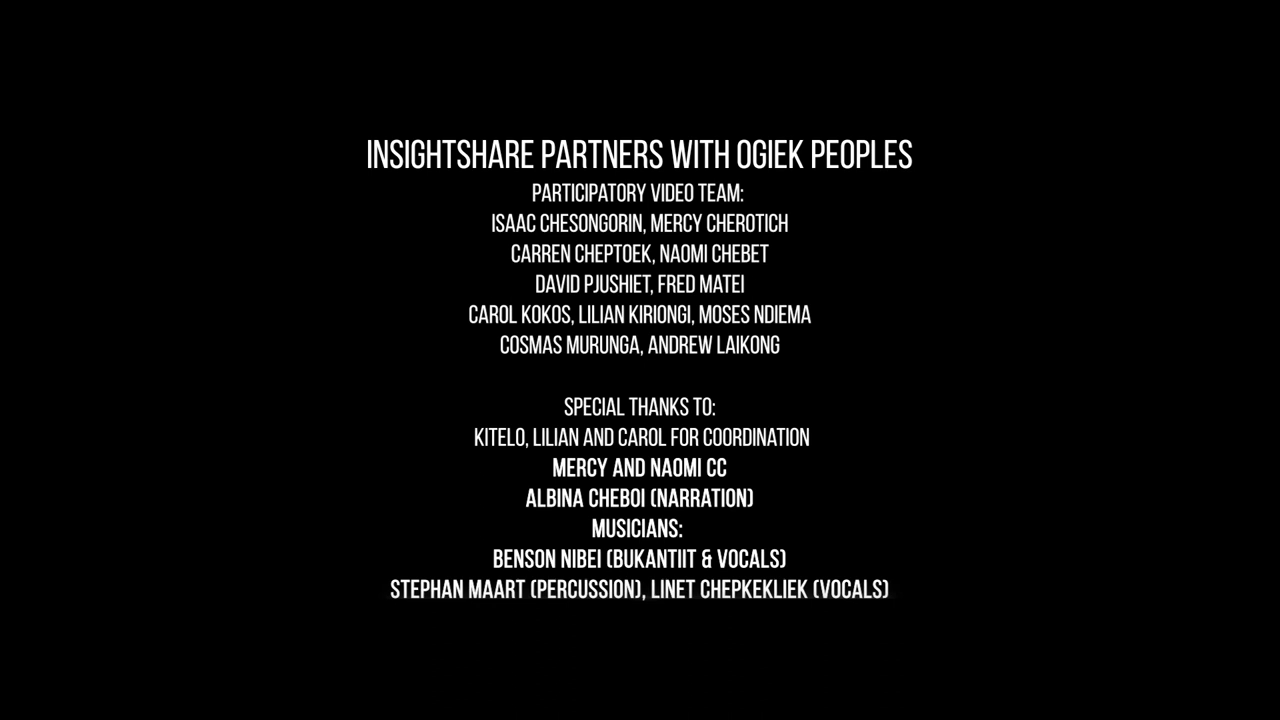 INSIGHTSHARE PARTNERS WITH OGIEK PEOPLES
PARTICIPATORY VIDEO TEAM:
ISAAC CHESONGORIN, MERCY CHEROTICH
CARREN CHEPTOEK, NAOMI CHEBET
DAVID PJUSHIET, FRED MATEI
CAROL KOKOS, LILIAN KIRIONGI, MOSES NDIEMA
COSMAS MURUNGA, ANDREW LAIKONG
SPECIAL THANKS TO:
KITELO, LILIAN AND CAROL FOR COORDINATION
MERCY AND NAOMI CC
ALBINA CHEBOI (NARRATION)
MUSICIANS:
BENSON NIBEI (BUKANTIIT & VOCALS)
STEPHAN MAART (PERCUSSION), LINET CHEPKEKLIEK (VOCALS)